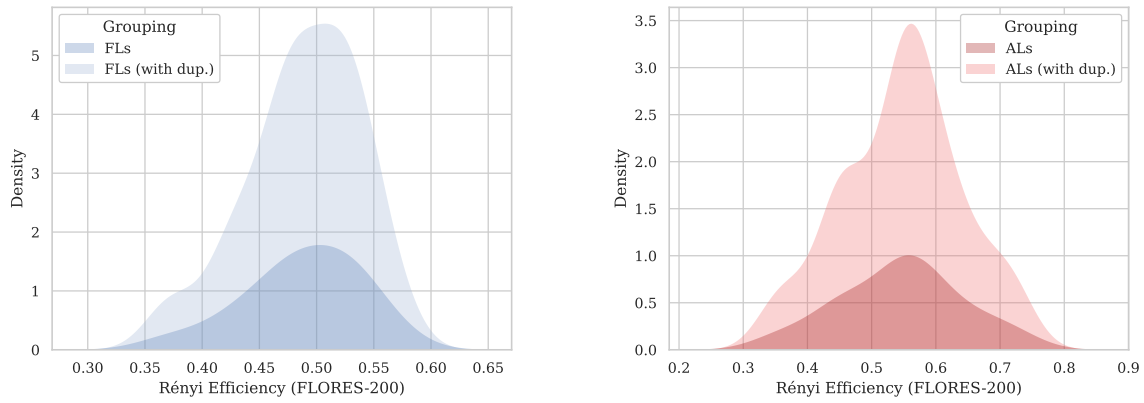 Grouping
FLs
FLs (with dup.)
Density
5
4
3
2
1
0
0.30 0.35 0.40 0.45 0.50 0.55 0.60 0.65
Rényi Efficiency (FLORES-200)
Grouping
ALs
ALs (with dup.)
Density
3.5
3.0
2.5
2.0
1.5
1.0
0.5
0.0
0.2 0.3 0.4 0.5 0.6 0.7 0.8 0.9
Rényi Efficiency (FLORES-200)